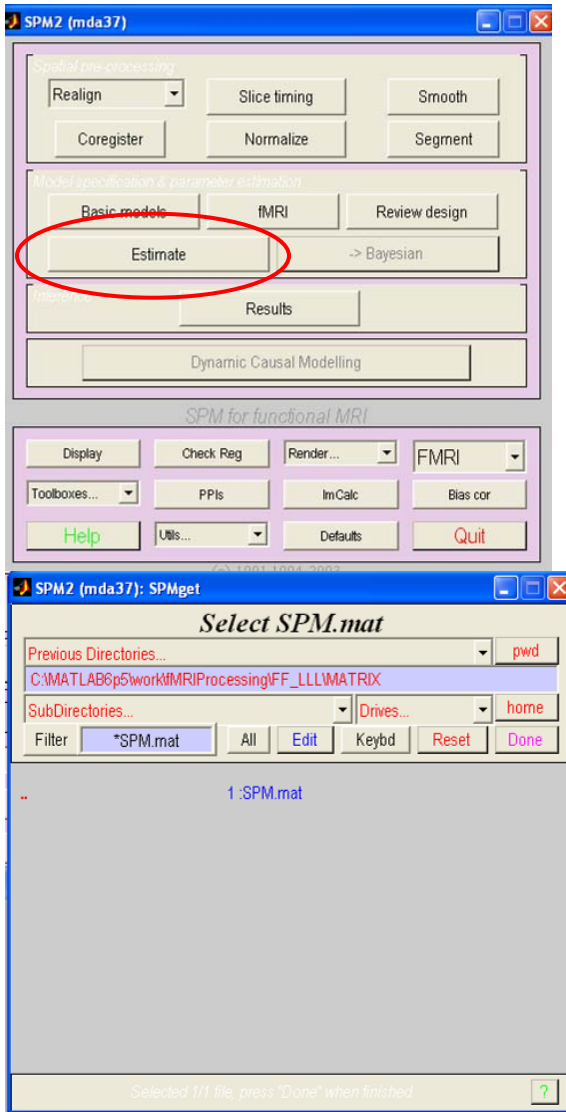 SPM2 (mda37)
Spatial pre-processing
Realign Slice timing Smooth
Coregister Normalize Segment
Model specification & parameter estimation
Basic models fMRI Review design
Estimate -> Bayesian
Inference
Results
Dynamic Causal Modelling
SPM for functional MRI
Display Check Reg Render... FMRI
Toolboxes... PPIs ImCalc Bias cor
Help Utils... Defaults Quit
(c) 1991,1994-2003
SPM2 (mda37): SPMget
Select SPM.mat
Previous Directories... pwd
C:\MATLAB6p5\work\fMRIProcessing\FF_LLL\MATRIX
SubDirectories... Drives... home
Filter *SPM.mat All Edit Keybd Reset Done
.. 1 :SPM.mat
Selected 1/1 file, press "Done" when finished. ?